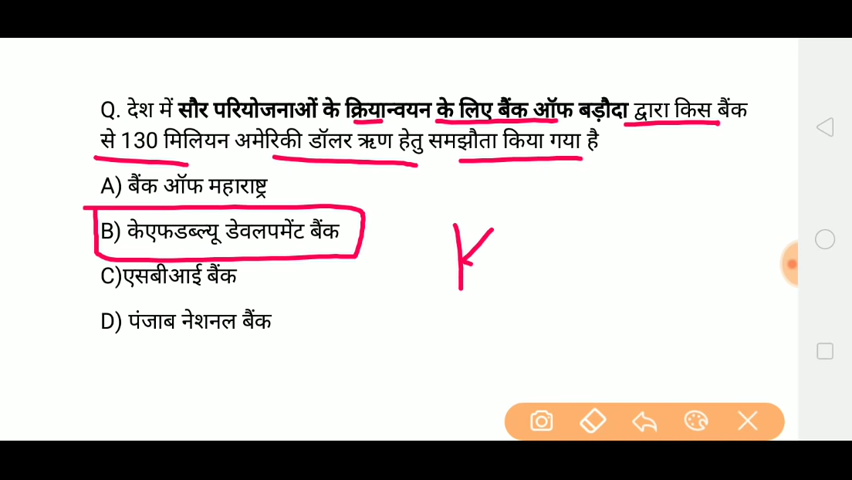 Q. देश में सौर परियोजनाओं के क्रियान्वयन के लिए बैंक ऑफ बड़ौदा द्वारा किस बैंक
से 130 मिलियन अमेरिकी डॉलर ऋण हेतु समझौता किया गया है
A) बैंक ऑफ महाराष्ट्र
B) केएफडब्ल्यू डेवलपमेंट बैंक
K
C)एसबीआई बैंक
D) पंजाब नेशनल बैंक